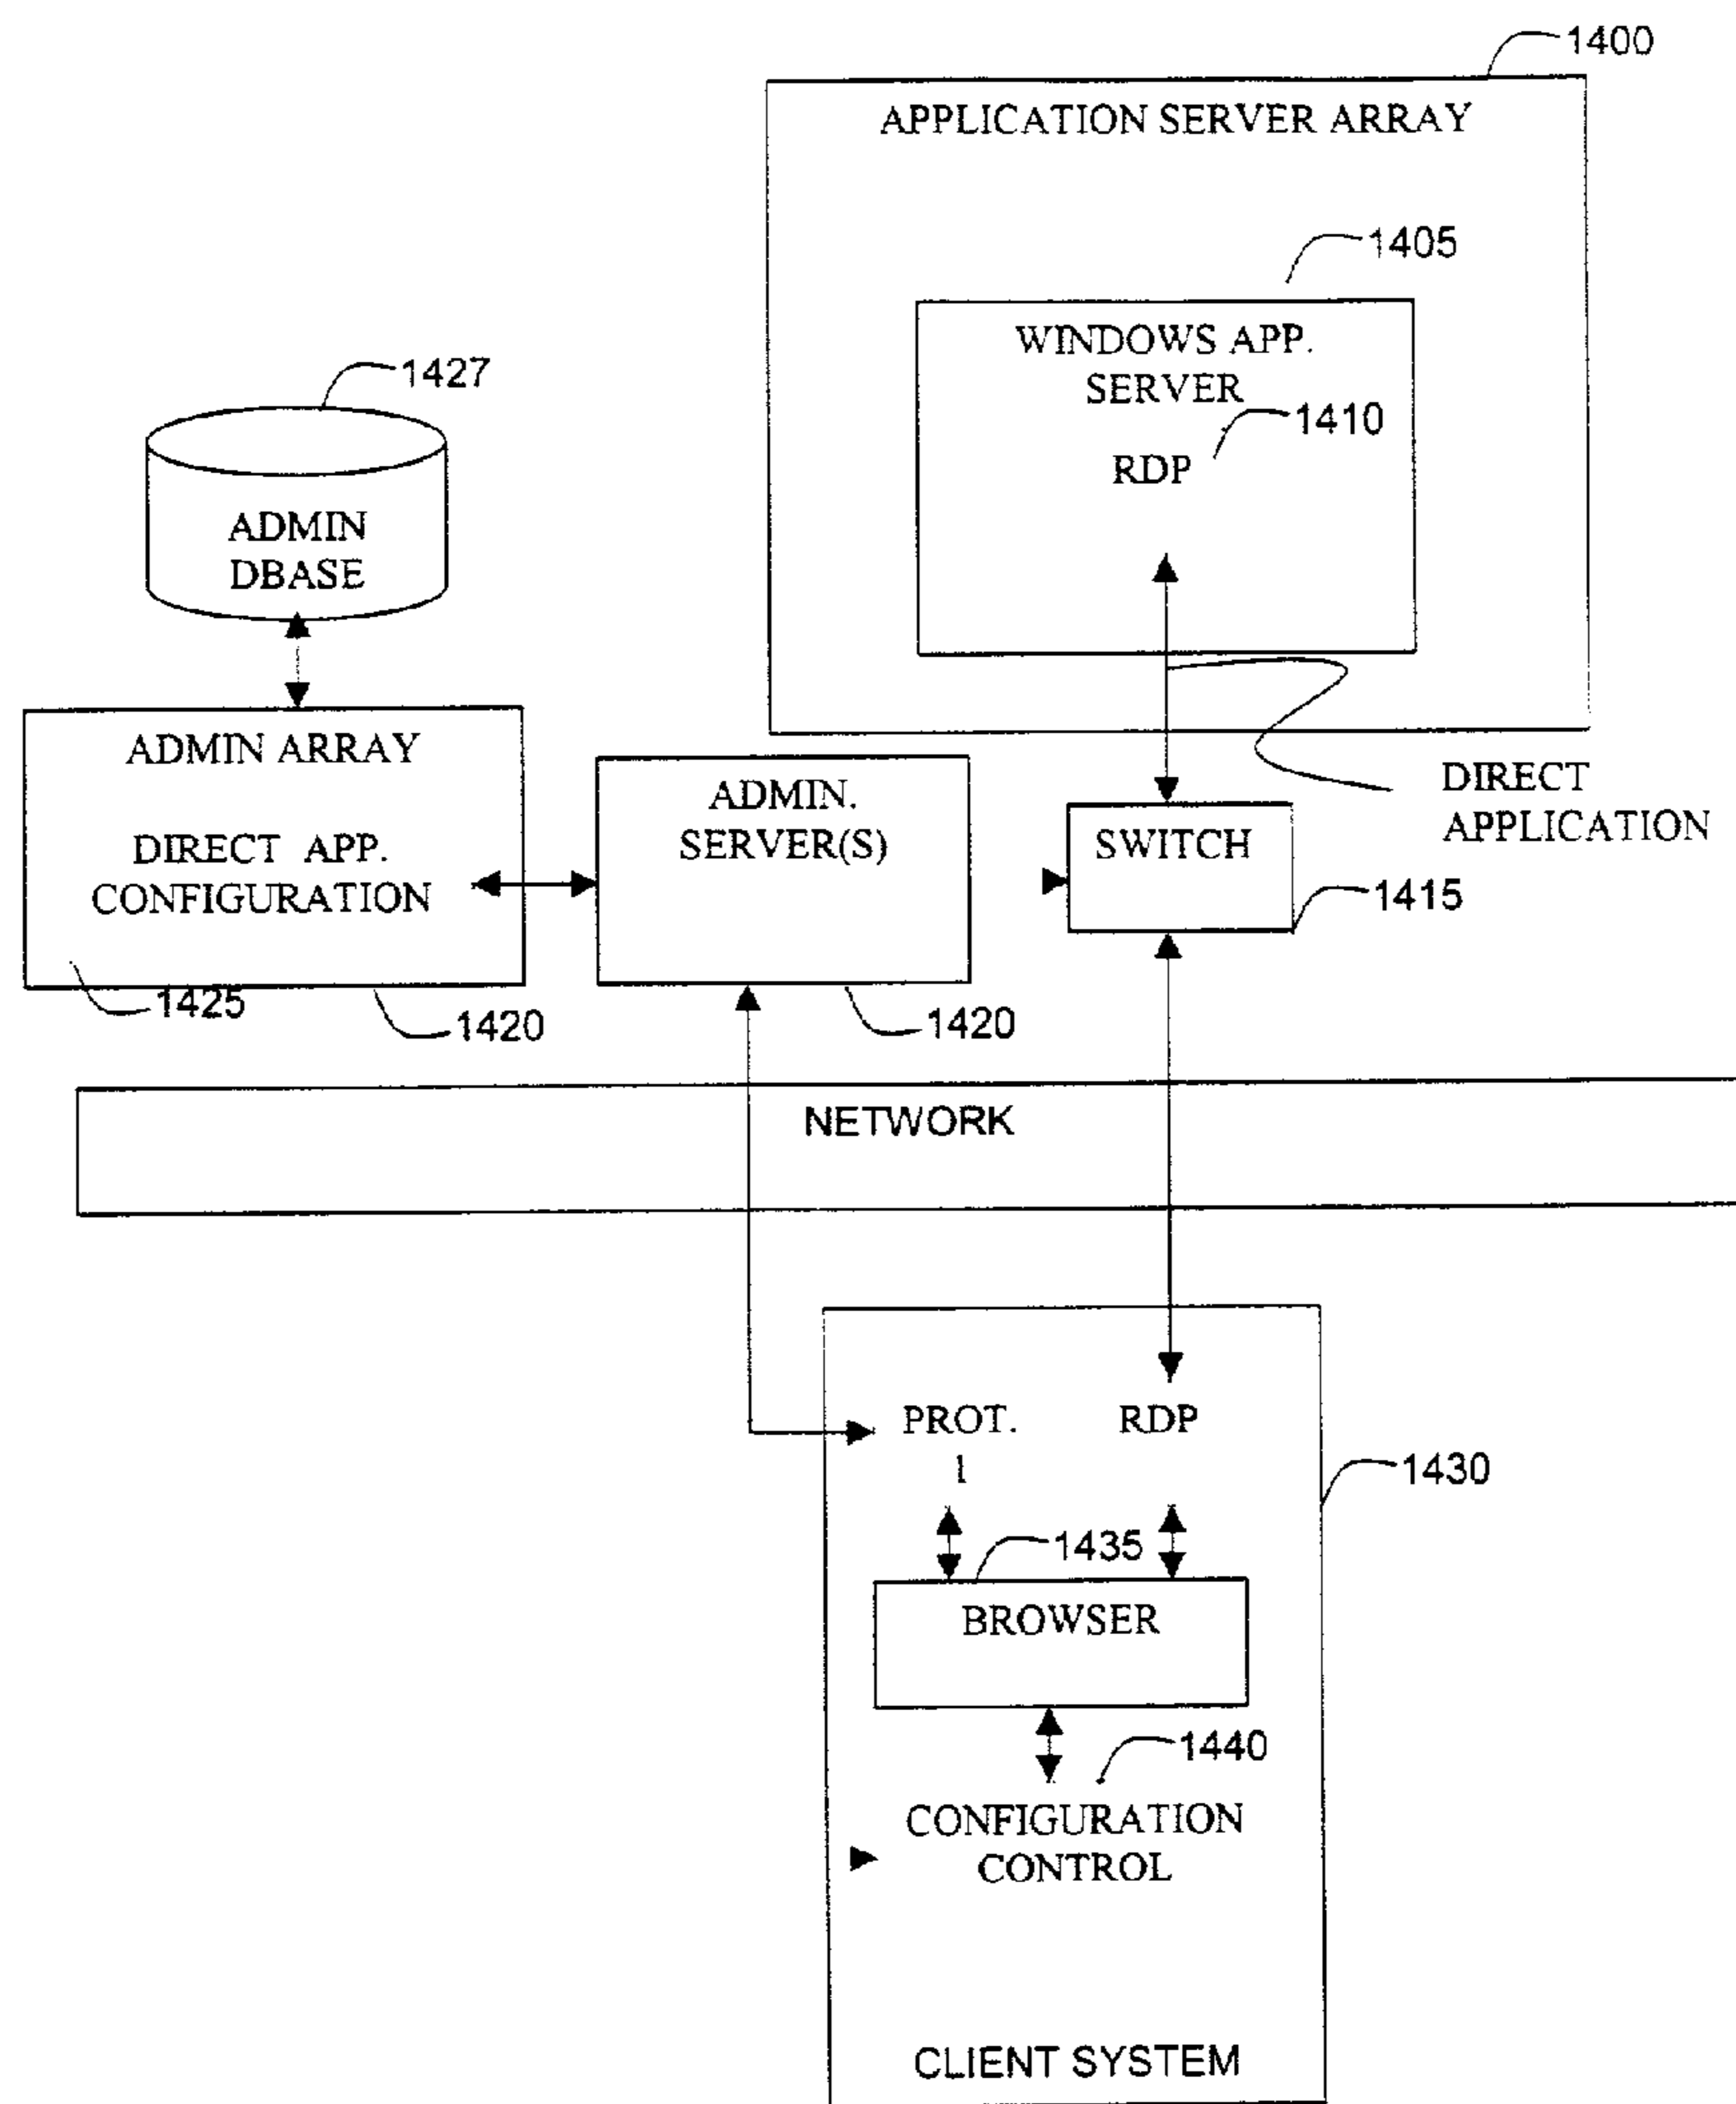 1400
APPLICATION SERVER ARRAY
1405
WINDOWS APP.
SERVER
1410
RDP
1427
ADMIN
DBASE
ADMIN ARRAY
DIRECT APP.
CONFIGURATION
1425
1420
ADMIN.
SERVER(S)
1420
SWITCH
1415
DIRECT
APPLICATION
NETWORK
PROT.
1
RDP
1430
1435
BROWSER
1440
CONFIGURATION
CONTROL
CLIENT SYSTEM